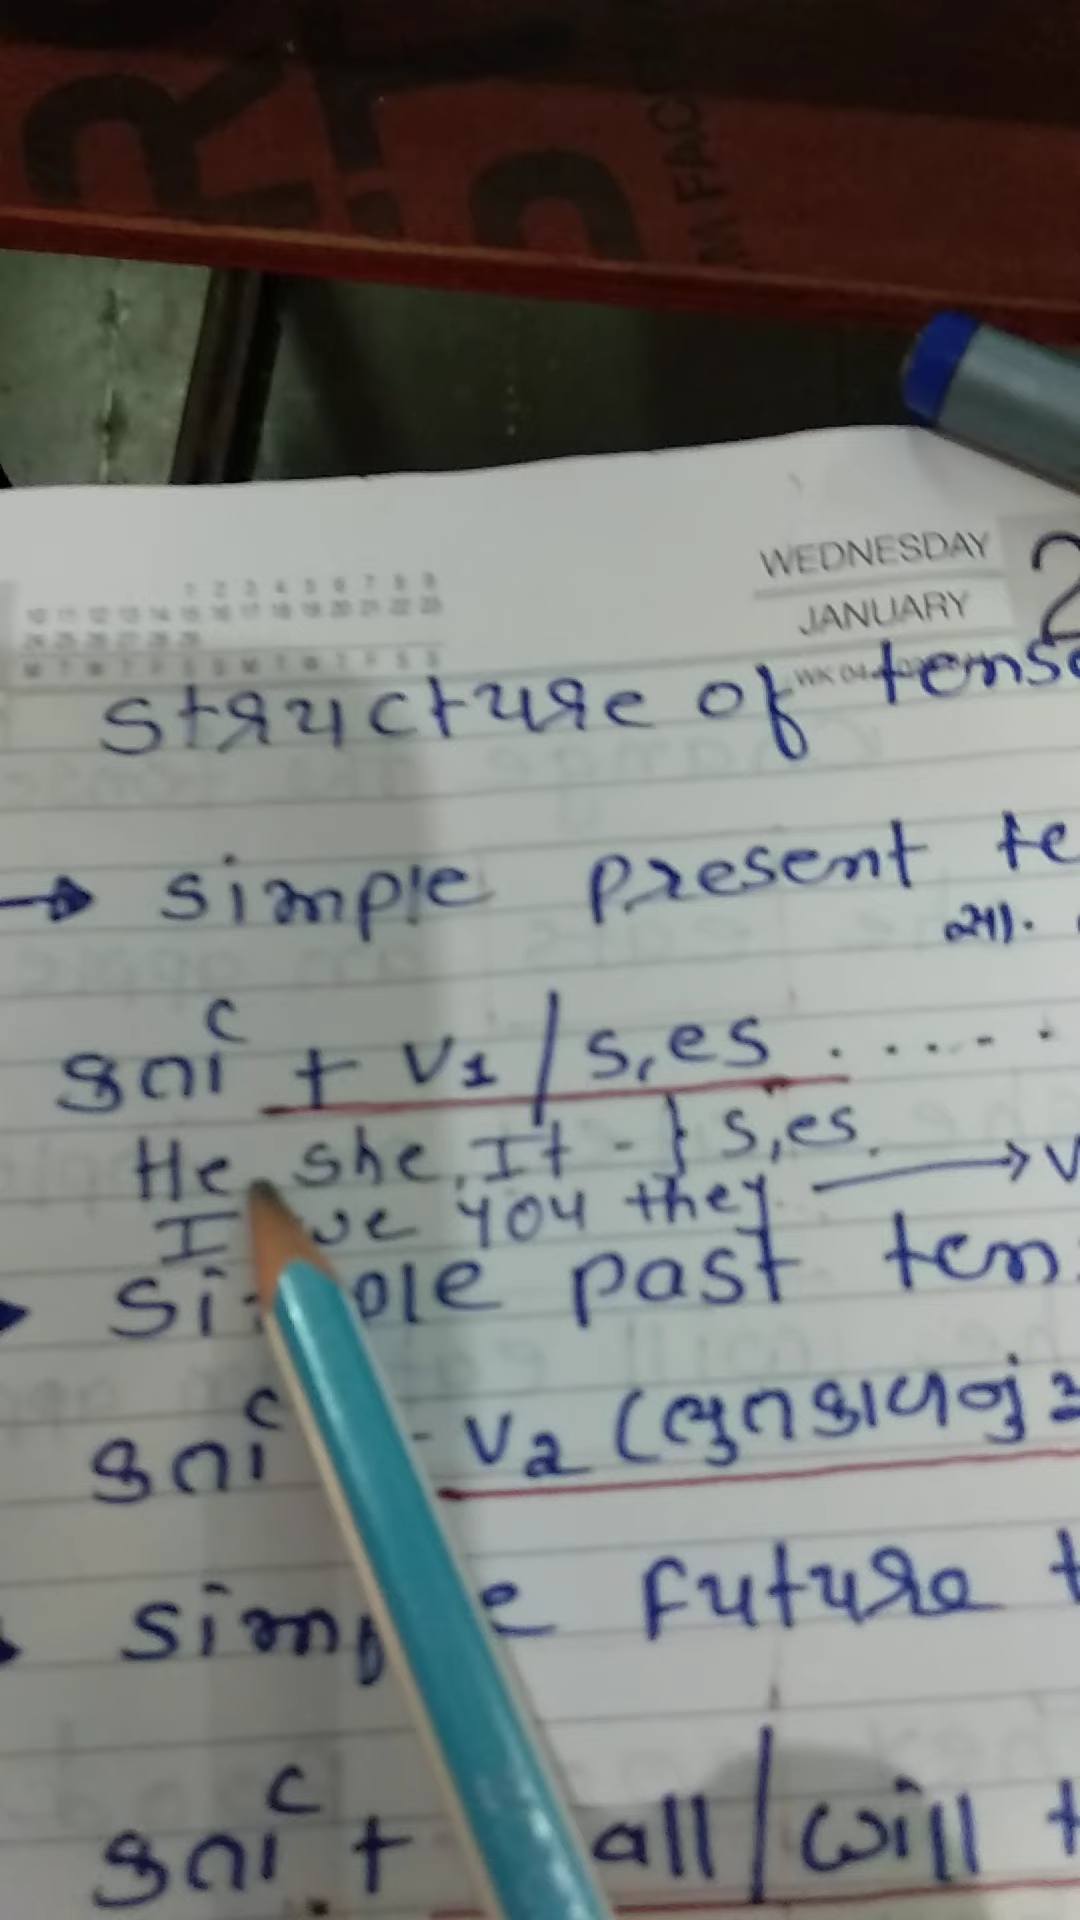 WEDNESDAY
JANUARY
structure of tense
→ simple present te
સા.
કર્તા + V1 / s, es .....
He she, It - } s, es.
I we you they → V
Simple past ten
કર્તા - V2 (ભુતકાળનું
simple future t
કર્તા + all / will +